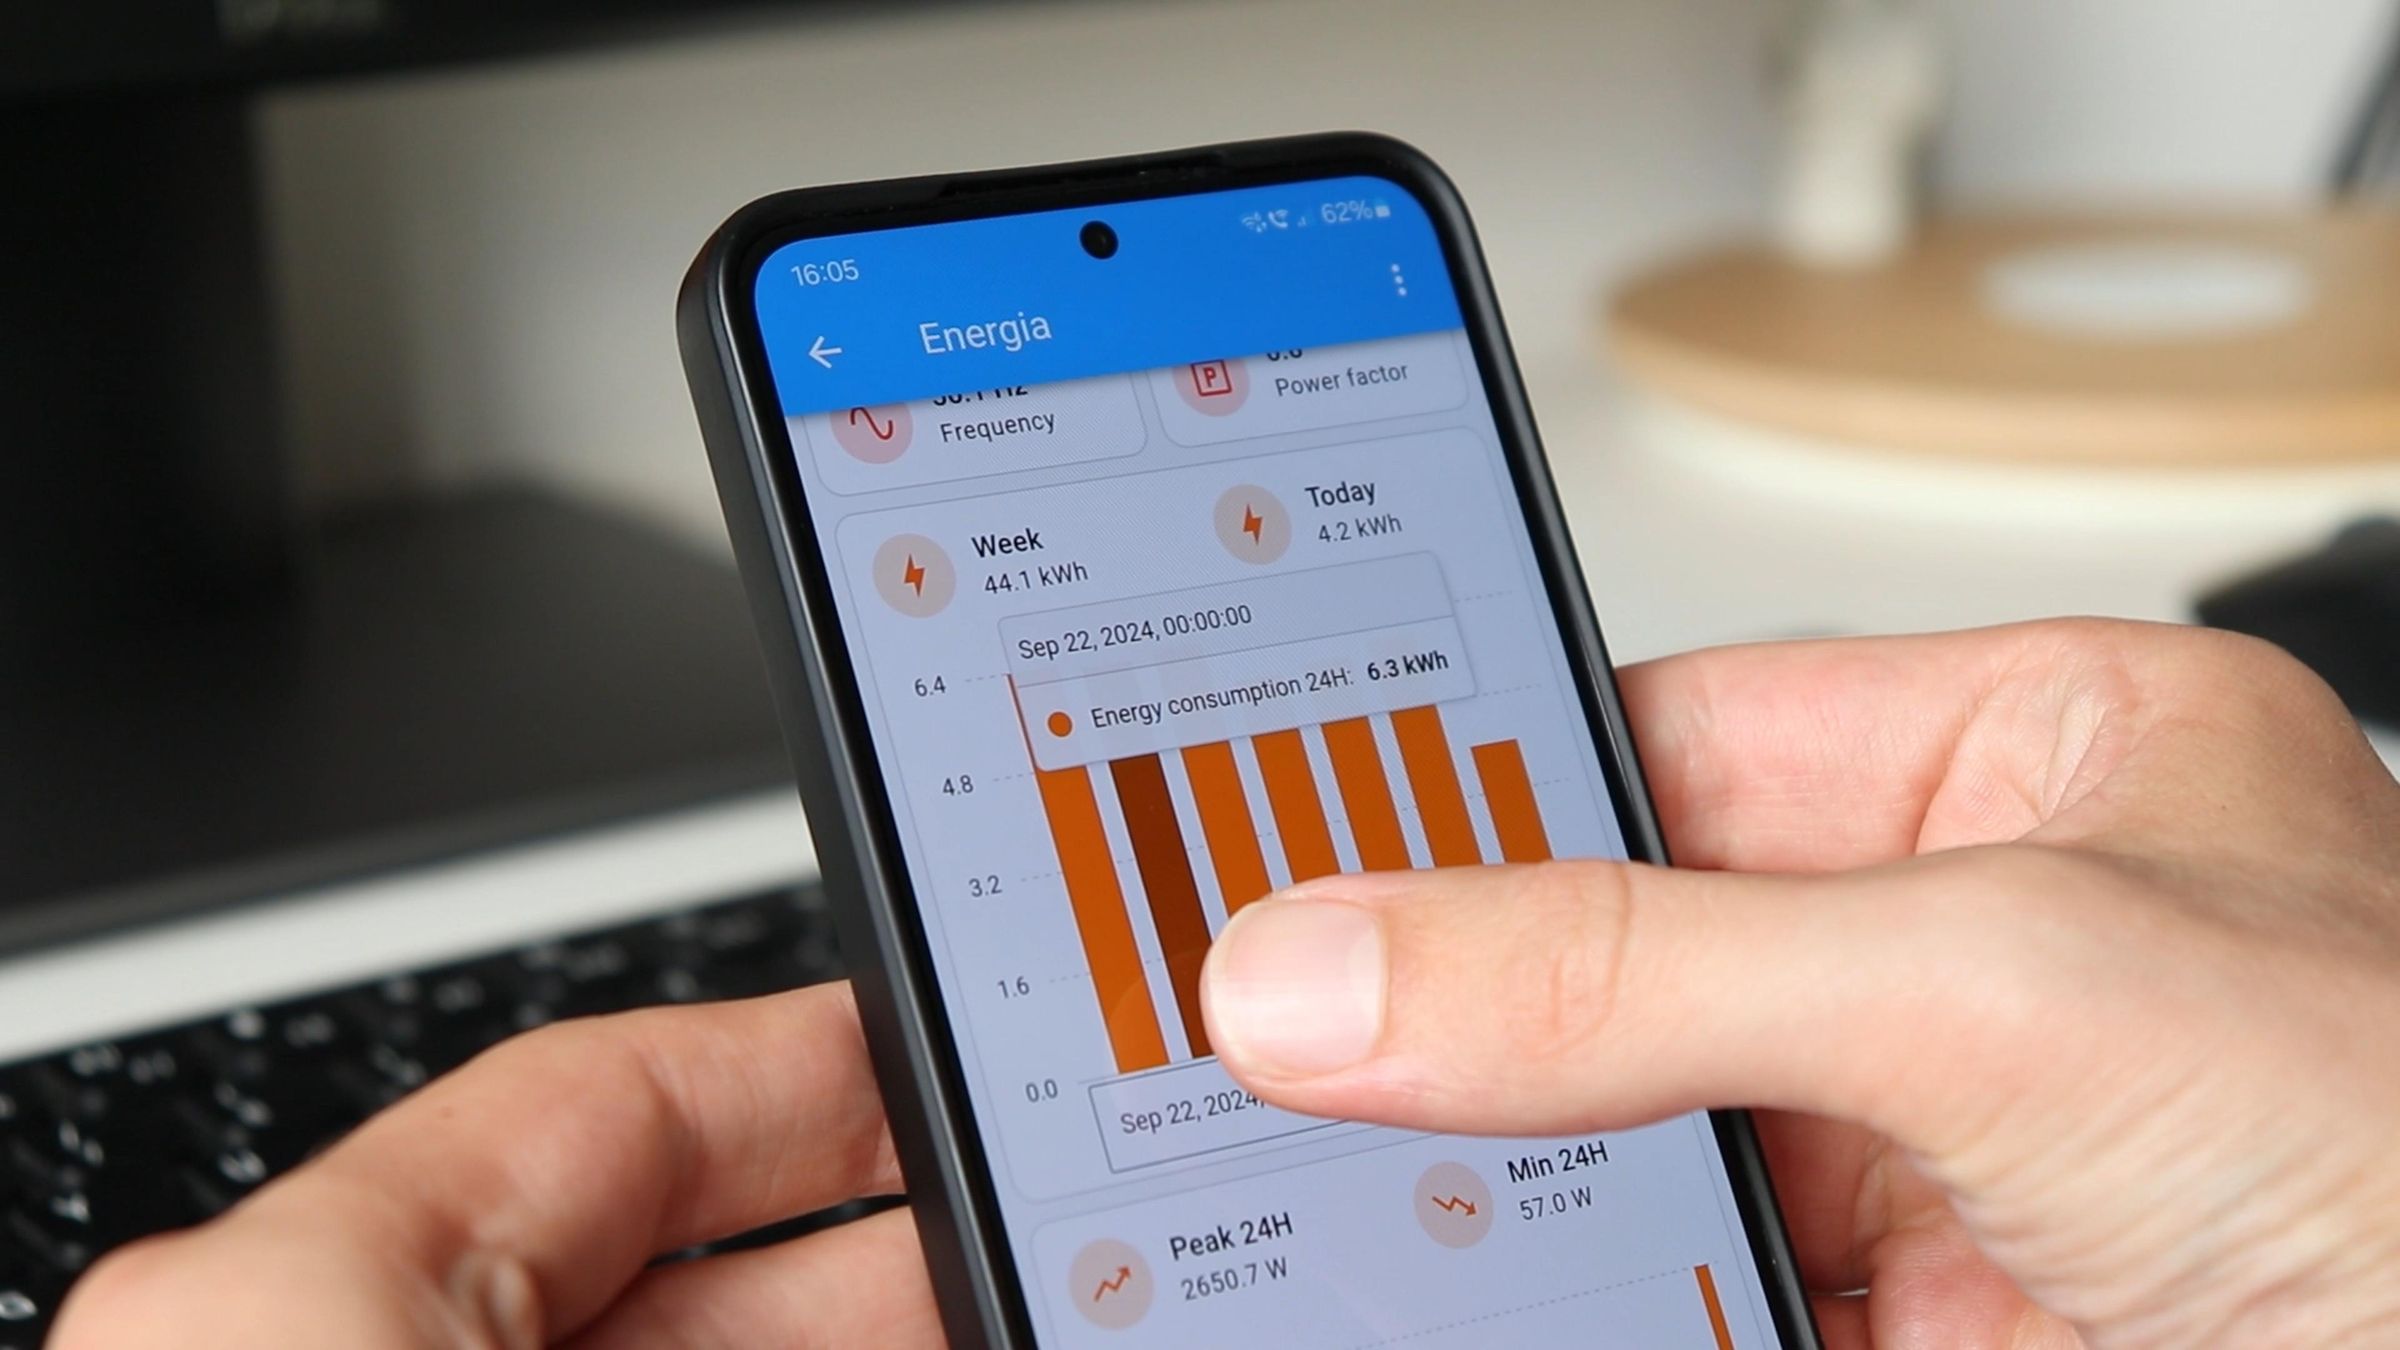 16:05
62%
Energia
Frequency
Power factor
P
Week
44.1 kWh
Today
4.2 kWh
Sep 22, 2024, 00:00:00
Energy consumption 24H: 6.3 kWh
6.4
4.8
3.2
1.6
0.0
Sep 22, 2024,
Peak 24H
2650.7 W
Min 24H
57.0 W